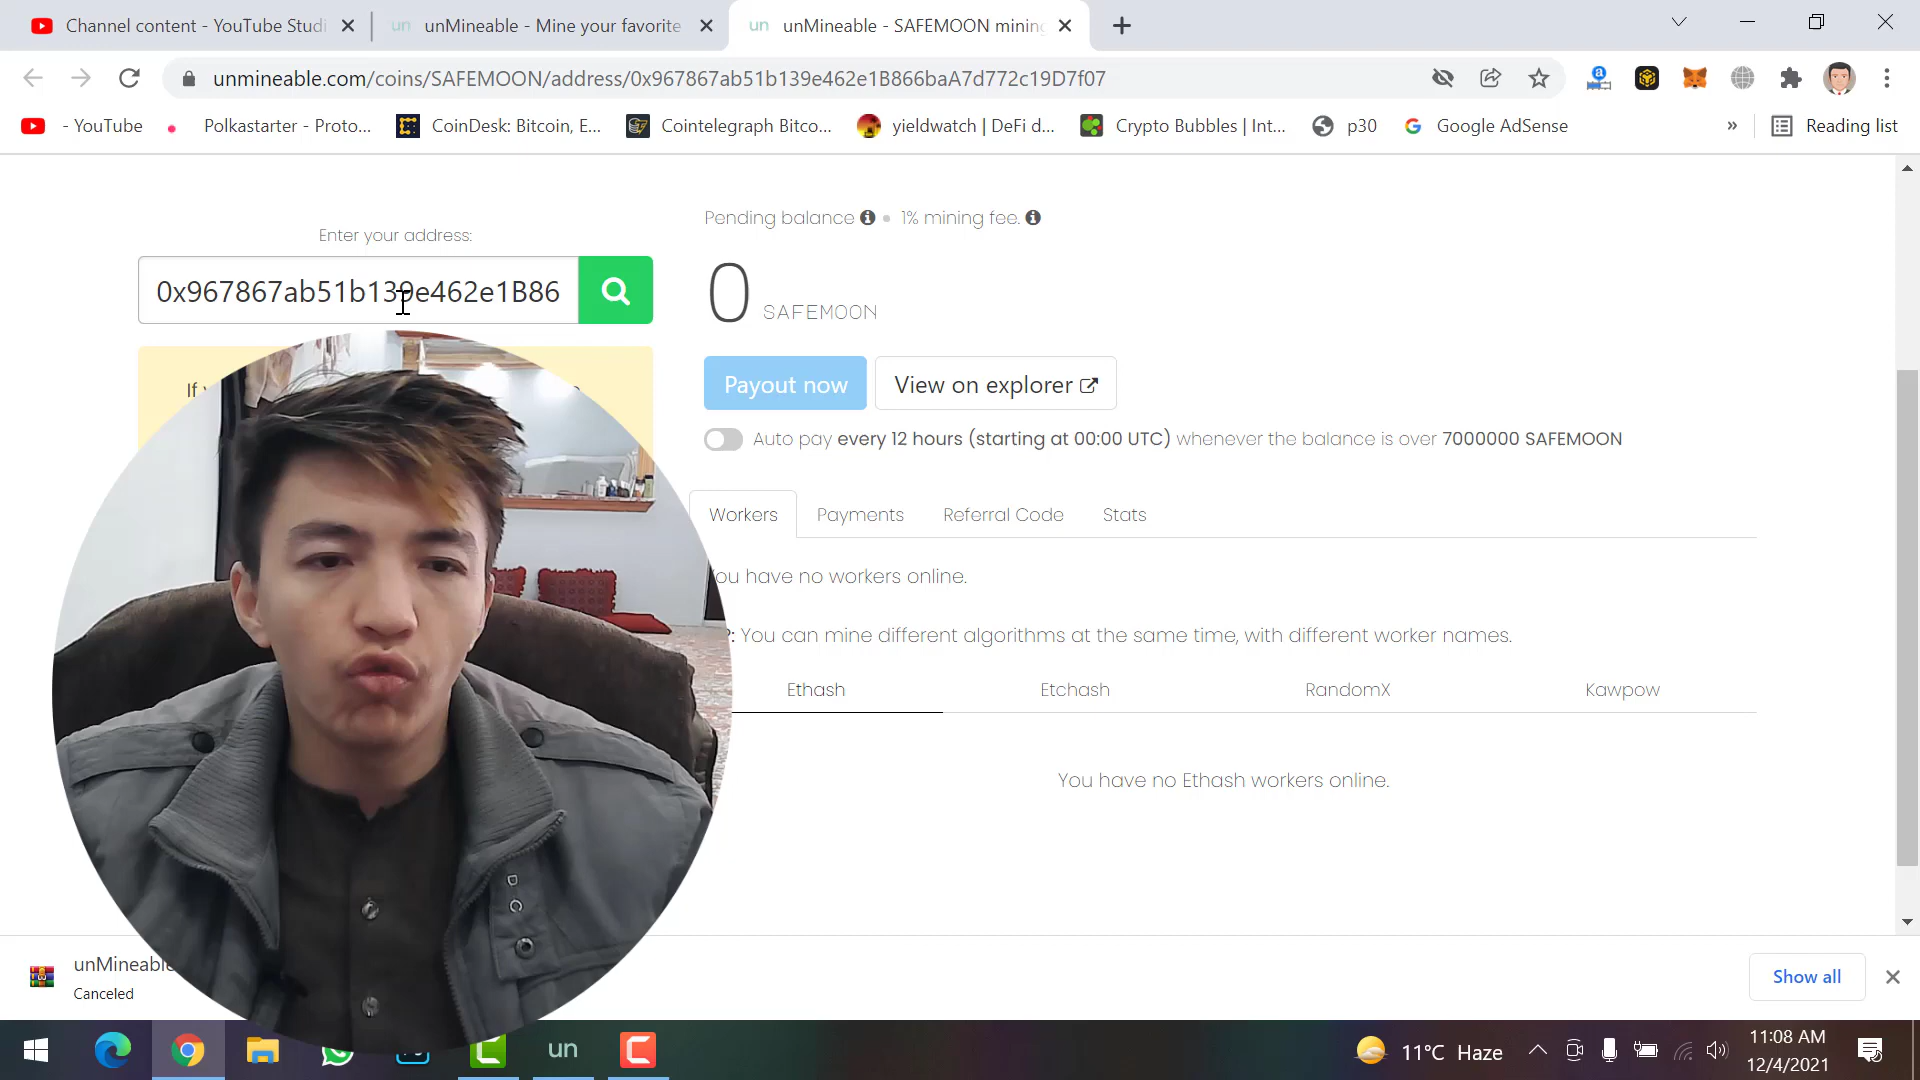 Channel content - YouTube Studi
unMineable - Mine your favorite
unMineable - SAFEMOON mining
unmineable.com/coins/SAFEMOON/address/0x967867ab51b139e462e1B866baA7d772c19D7f07
- YouTube
Polkastarter - Proto...
CoinDesk: Bitcoin, E...
Cointelegraph Bitco...
yieldwatch | DeFi d...
Crypto Bubbles | Int...
p30
Google AdSense
»
Reading list
Enter your address:
0x967867ab51b139e462e1B86
If
Pending balance
1% mining fee.
0 SAFEMOON
Payout now
View on explorer
Auto pay every 12 hours (starting at 00:00 UTC) whenever the balance is over 7000000 SAFEMOON
Workers
Payments
Referral Code
Stats
ou have no workers online.
: You can mine different algorithms at the same time, with different worker names.
Ethash
Etchash
RandomX
Kawpow
You have no Ethash workers online.
unMineable
Canceled
Show all
un
11°C Haze
11:08 AM
12/4/2021